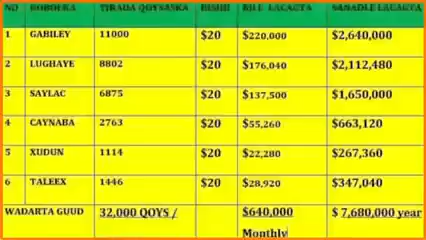 NO GOBOLKA TIRADA QOYSASKA BISHII BILE LACAGTA SANADLE LACAGTA
1 GABILEY 11000 $20 $220,000 $2,640,000
2 LUGHAYE 8802 $20 $176,040 $2,112,480
3 SAYLAC 6875 $20 $137,500 $1,650,000
4 CAYNABA 2763 $20 $55,260 $663,120
5 XUDUN 1114 $20 $22,280 $267,360
6 TALEEX 1446 $20 $28,920 $347,040
WADARTA GUUD 32,000 QOYS / $640,000 $ 7,680,000 year
Monthly